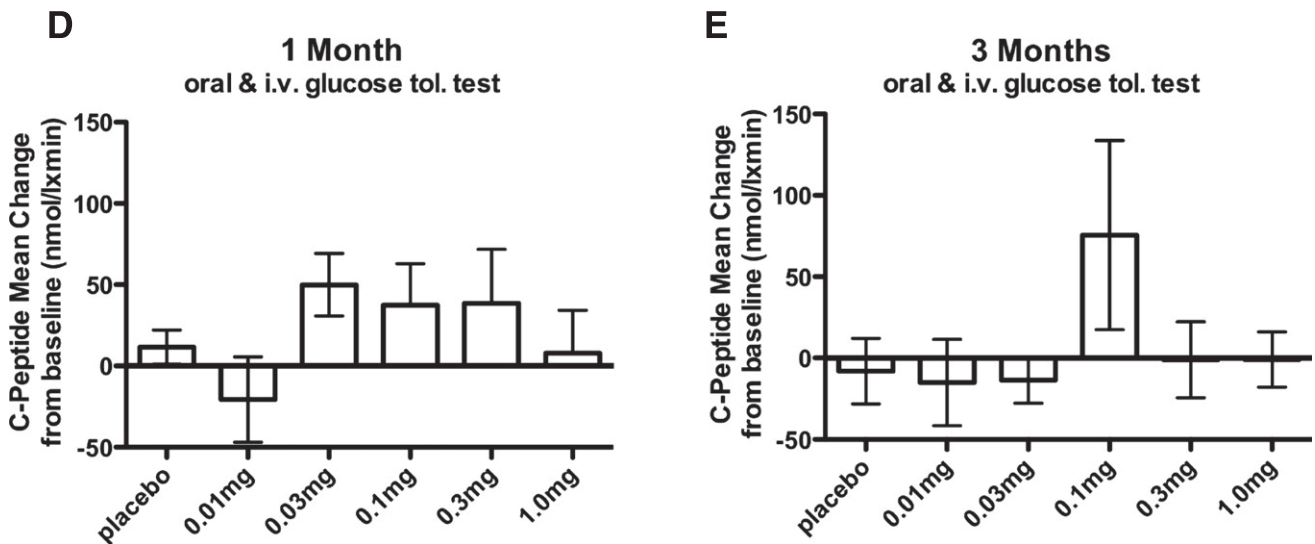 D
1 Month
oral & i.v. glucose tol. test
C-Peptide Mean Change
from baseline (nmol/lxmin)
150
100
50
0
-50
placebo
0.01mg
0.03mg
0.1mg
0.3mg
1.0mg
E
3 Months
oral & i.v. glucose tol. test
C-Peptide Mean Change
from baseline (nmol/lxmin)
150
100
50
0
-50
placebo
0.01mg
0.03mg
0.1mg
0.3mg
1.0mg